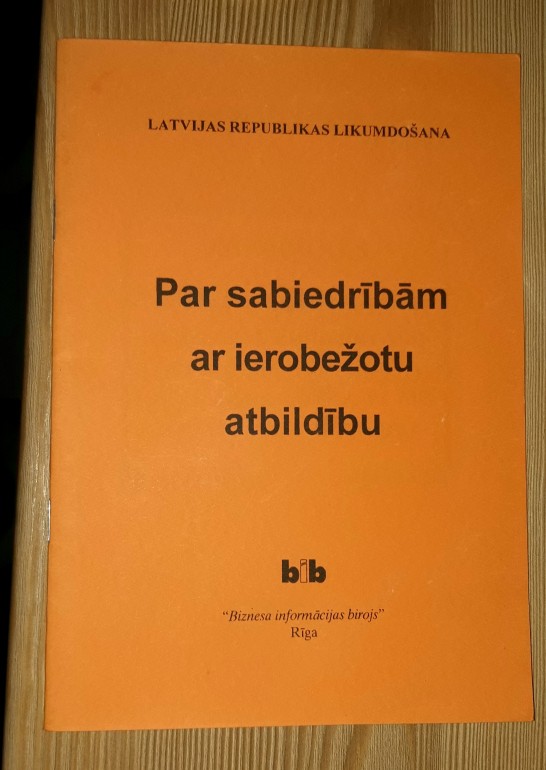 LATVIJAS REPUBLIKAS LIKUMDOŠANA
Par sabiedrībām
ar ierobežotu
atbildību
bib
“Biznesa informācijas birojs”
Rīga